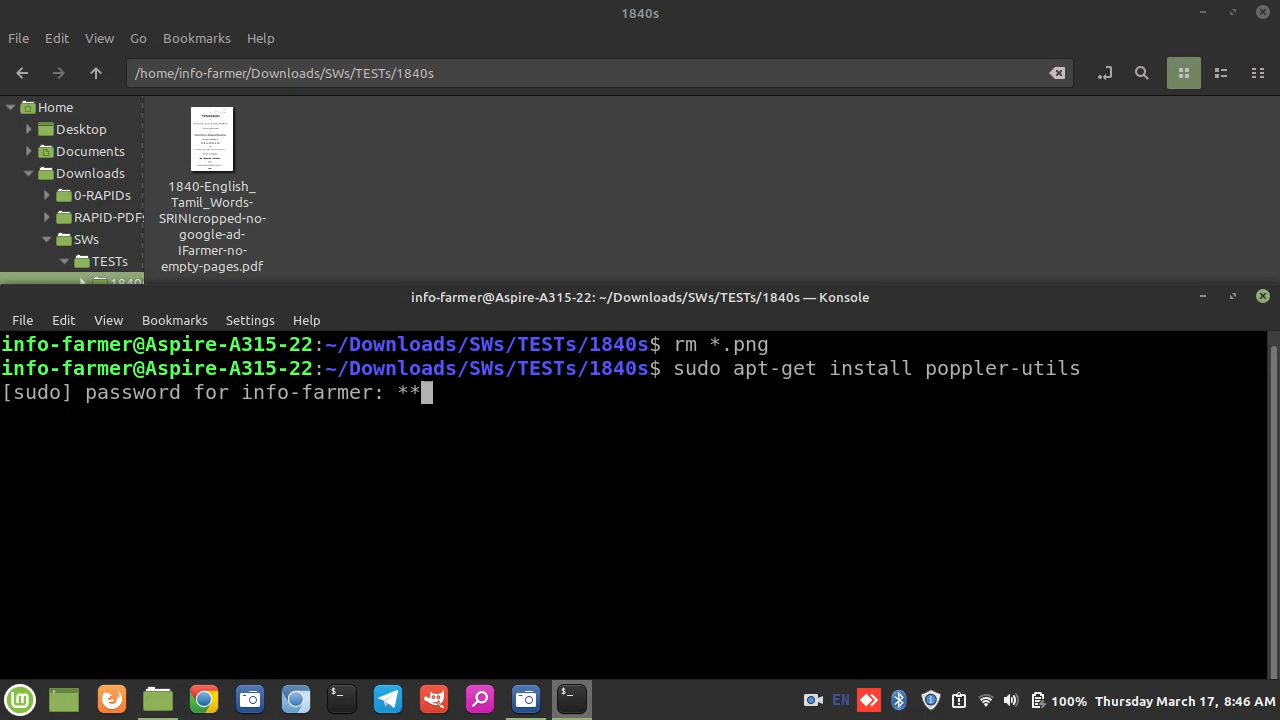 1840s
File Edit View Go Bookmarks Help
/home/info-farmer/Downloads/SWs/TESTs/1840s
Home
Desktop
Documents
Downloads
0-RAPIDs
RAPID-PDFs
SWs
TESTs
1840
1840-English_
Tamil_Words-
SRINIcropped-no-
google-ad-
IFarmer-no-
empty-pages.pdf
info-farmer@Aspire-A315-22: ~/Downloads/SWs/TESTs/1840s — Konsole
File Edit View Bookmarks Settings Help
info-farmer@Aspire-A315-22:~/Downloads/SWs/TESTs/1840s$ rm *.png
info-farmer@Aspire-A315-22:~/Downloads/SWs/TESTs/1840s$ sudo apt-get install poppler-utils
[sudo] password for info-farmer: **
EN 100% Thursday March 17, 8:46 AM